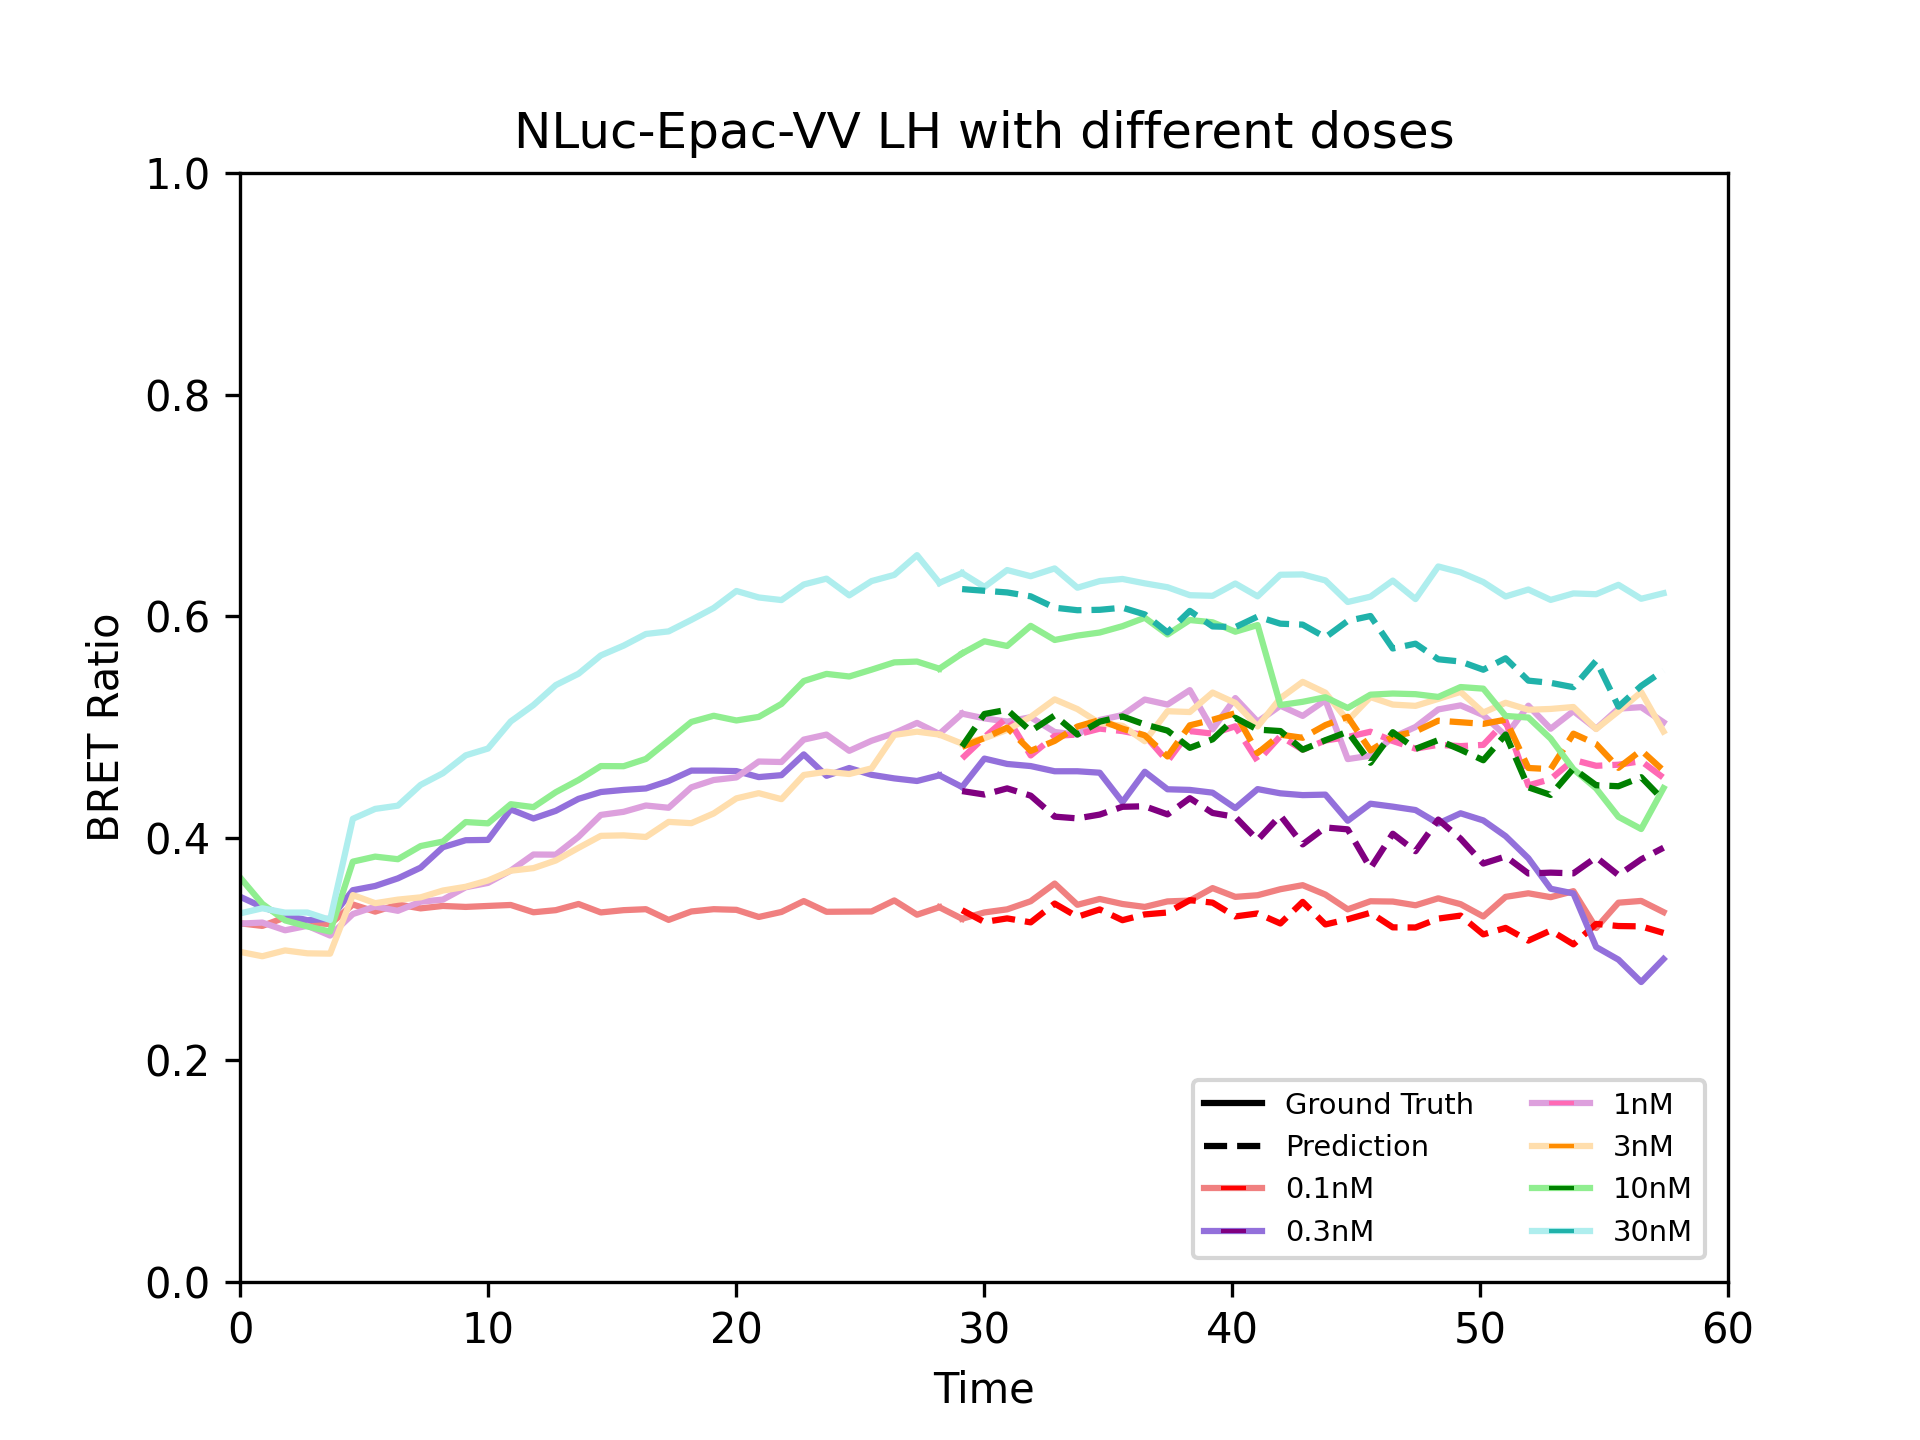 NLuc-Epac-VV LH with different doses
1.0
0.8
0.6
0.4
0.2
0.0
BRET Ratio
0 10 20 30 40 50 60
Time
Ground Truth
Prediction
0.1nM
0.3nM
1nM
3nM
10nM
30nM